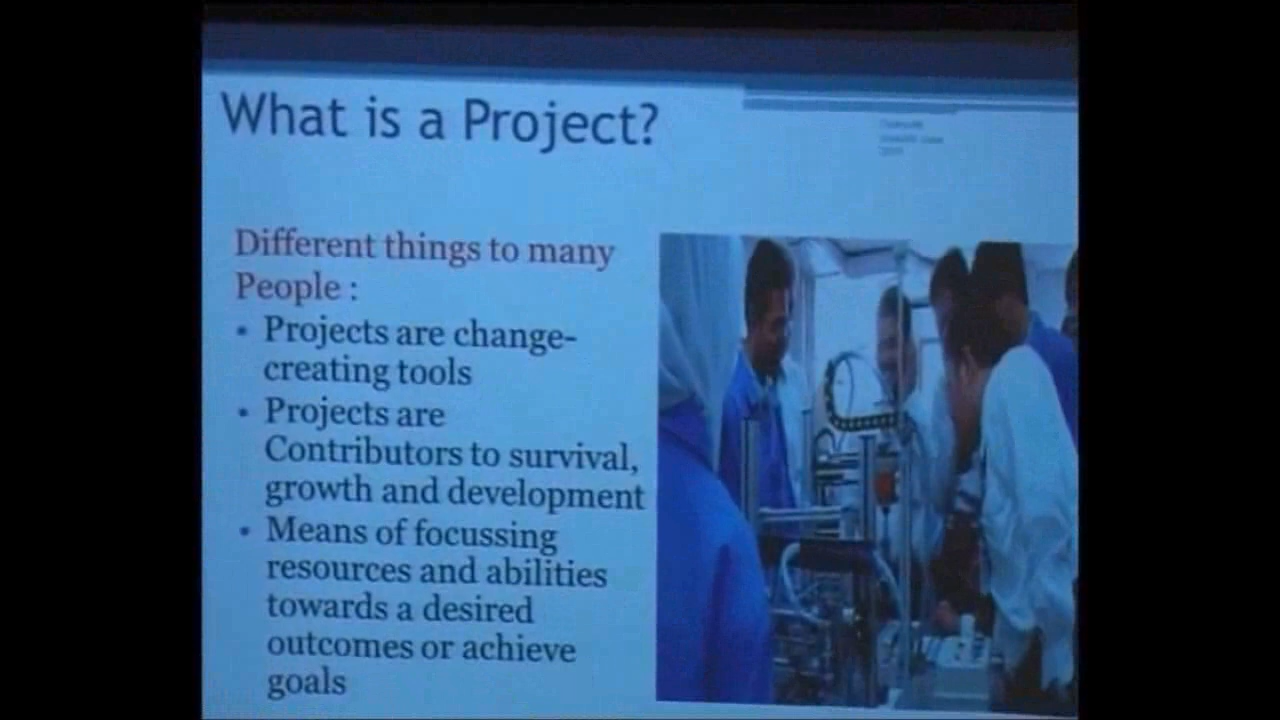 What is a Project?
Different things to many
People :
• Projects are change-
creating tools
• Projects are
Contributors to survival,
growth and development
• Means of focussing
resources and abilities
towards a desired
outcomes or achieve
goals